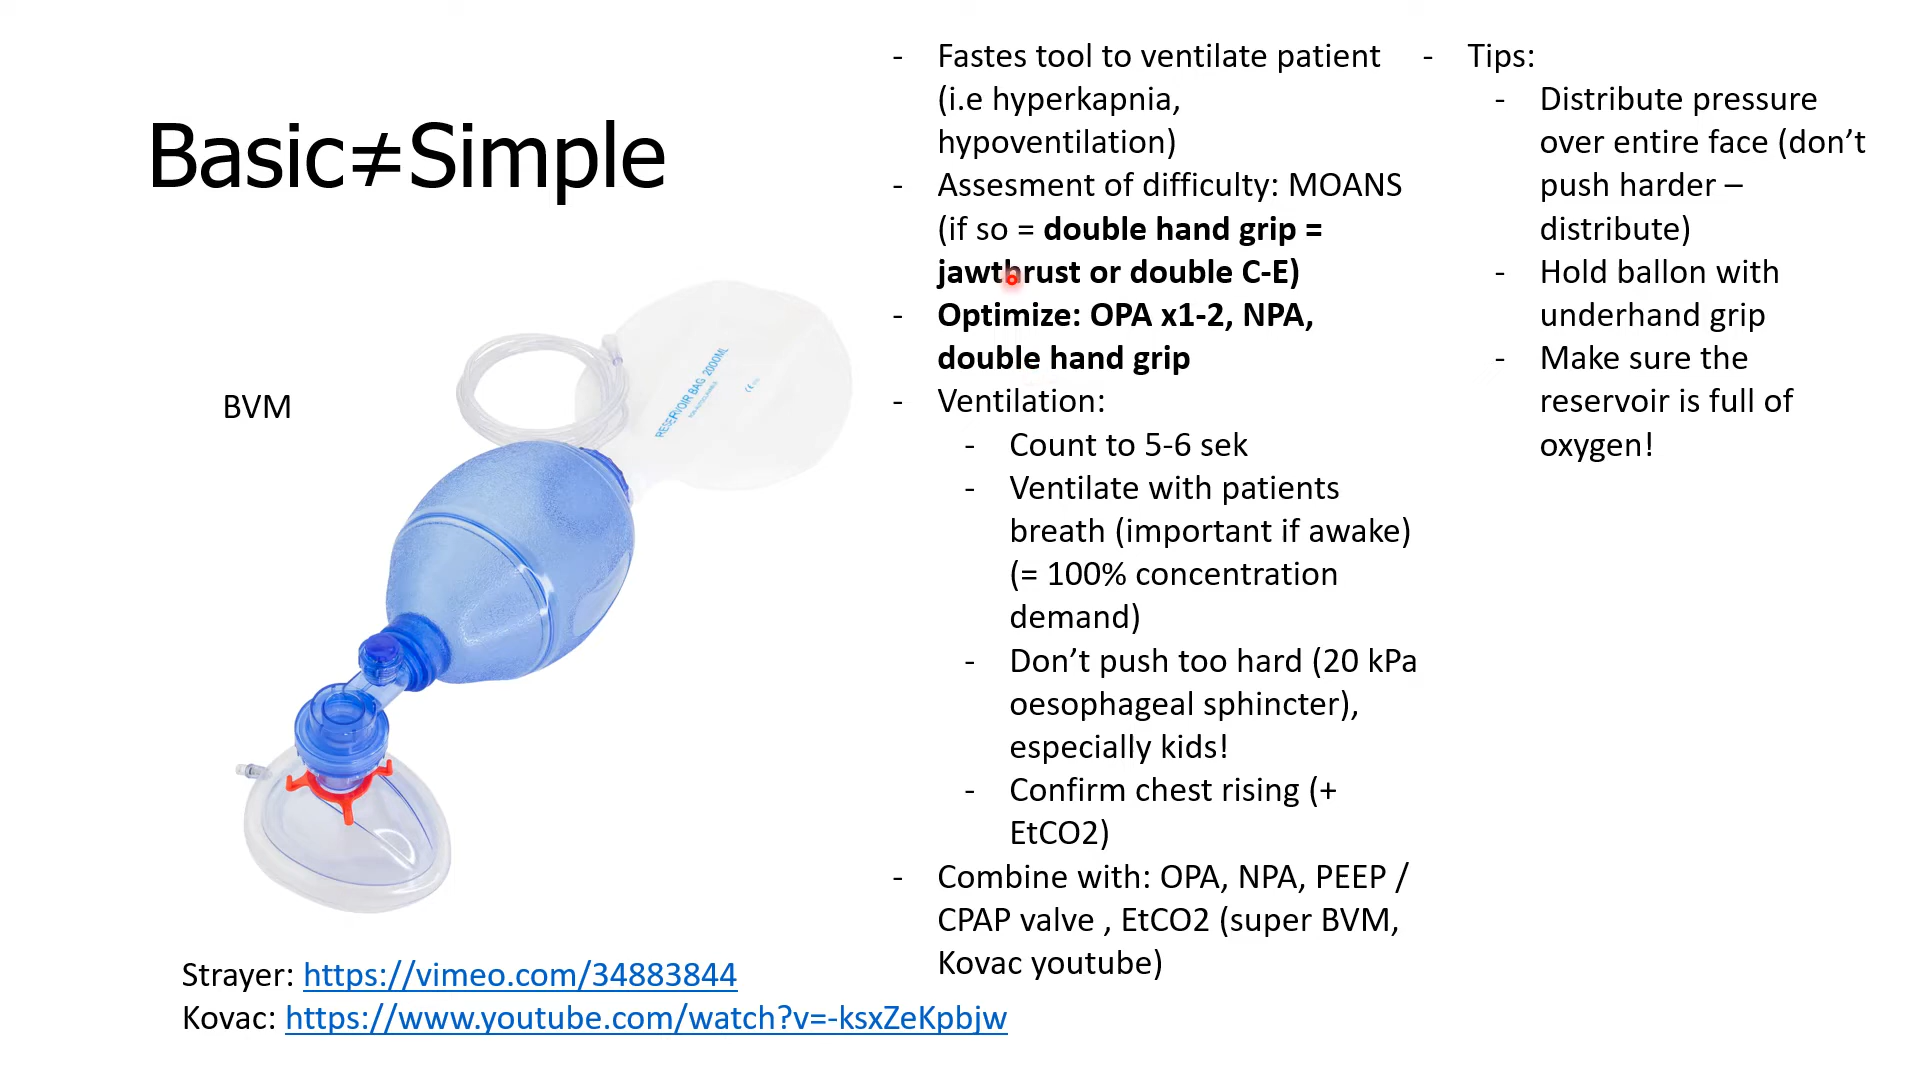 Basic≠Simple
BVM
RESERVOIR BAG 2000ML
Strayer: https://vimeo.com/34883844
Kovac: https://www.youtube.com/watch?v=-ksxZeKpbjw
- Fastes tool to ventilate patient
(i.e hyperkapnia,
hypoventilation)
- Assesment of difficulty: MOANS
(if so = double hand grip =
jawthrust or double C-E)
- Optimize: OPA x1-2, NPA,
double hand grip
- Ventilation:
- Count to 5-6 sek
- Ventilate with patients
breath (important if awake)
(= 100% concentration
demand)
- Don’t push too hard (20 kPa
oesophageal sphincter),
especially kids!
- Confirm chest rising (+
EtCO2)
- Combine with: OPA, NPA, PEEP /
CPAP valve , EtCO2 (super BVM,
Kovac youtube)
- Tips:
- Distribute pressure
over entire face (don’t
push harder –
distribute)
- Hold ballon with
underhand grip
- Make sure the
reservoir is full of
oxygen!